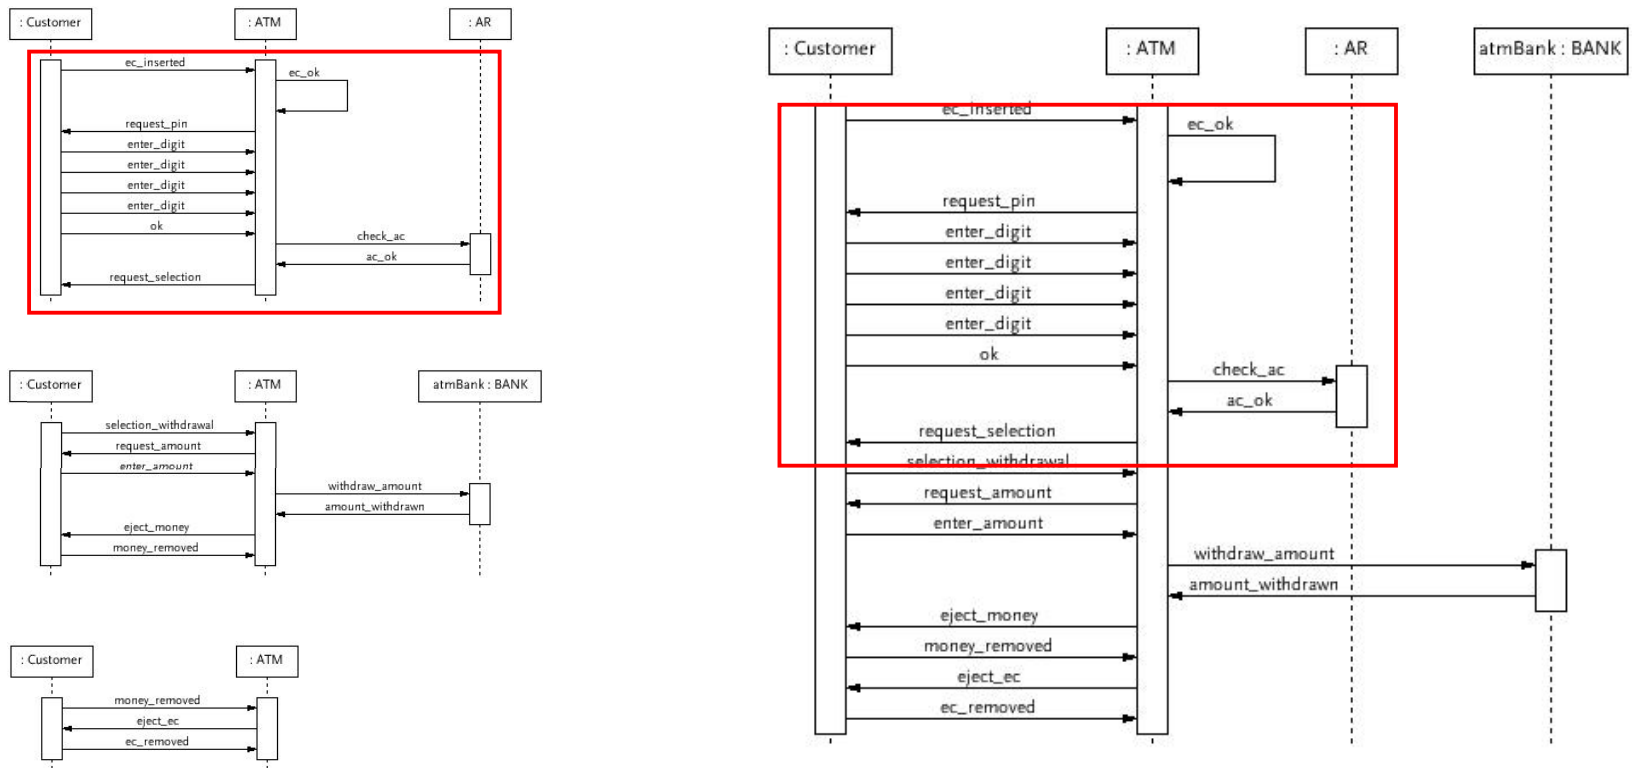 : Customer
: ATM
: AR
ec_inserted
ec_ok
request_pin
enter_digit
enter_digit
enter_digit
enter_digit
ok
check_ac
ac_ok
request_selection
: Customer
: ATM
atmBank : BANK
selection_withdrawal
request_amount
enter_amount
withdraw_amount
amount_withdrawn
eject_money
money_removed
: Customer
: ATM
money_removed
eject_ec
ec_removed
: Customer
: ATM
: AR
atmBank : BANK
ec_inserted
ec_ok
request_pin
enter_digit
enter_digit
enter_digit
enter_digit
ok
check_ac
ac_ok
request_selection
selection_withdrawal
request_amount
enter_amount
withdraw_amount
amount_withdrawn
eject_money
money_removed
eject_ec
ec_removed